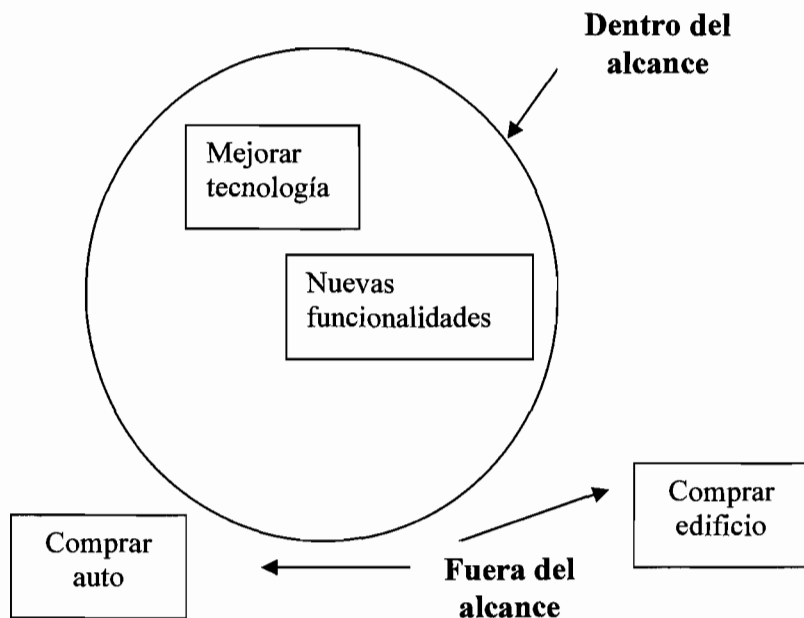 Dentro del
alcance
Mejorar
tecnología
Nuevas
funcionalidades
Comprar
edificio
Comprar
auto
Fuera del
alcance